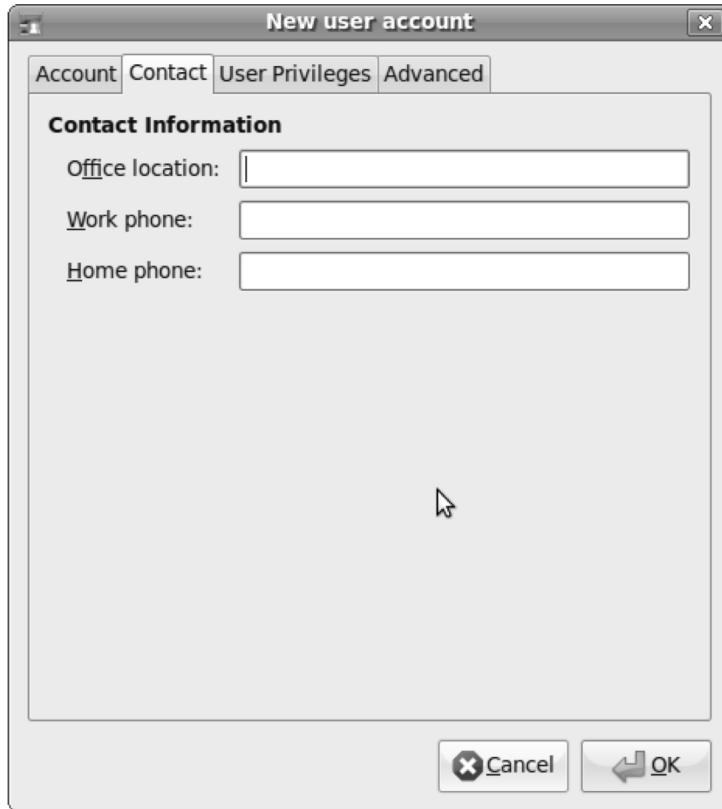 New user account
Account Contact User Privileges Advanced
Contact Information
Office location:
Work phone:
Home phone:
Cancel OK